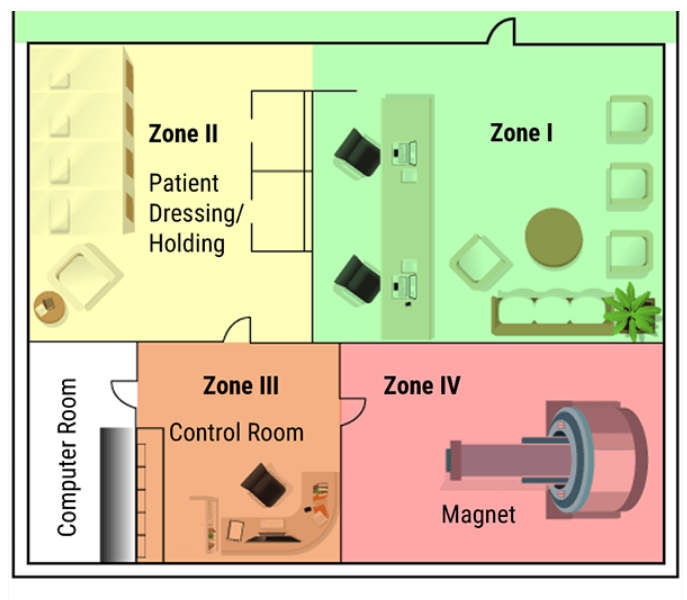 Zone II
Patient
Dressing/
Holding
Zone I
Computer Room
Zone III
Control Room
Zone IV
Magnet